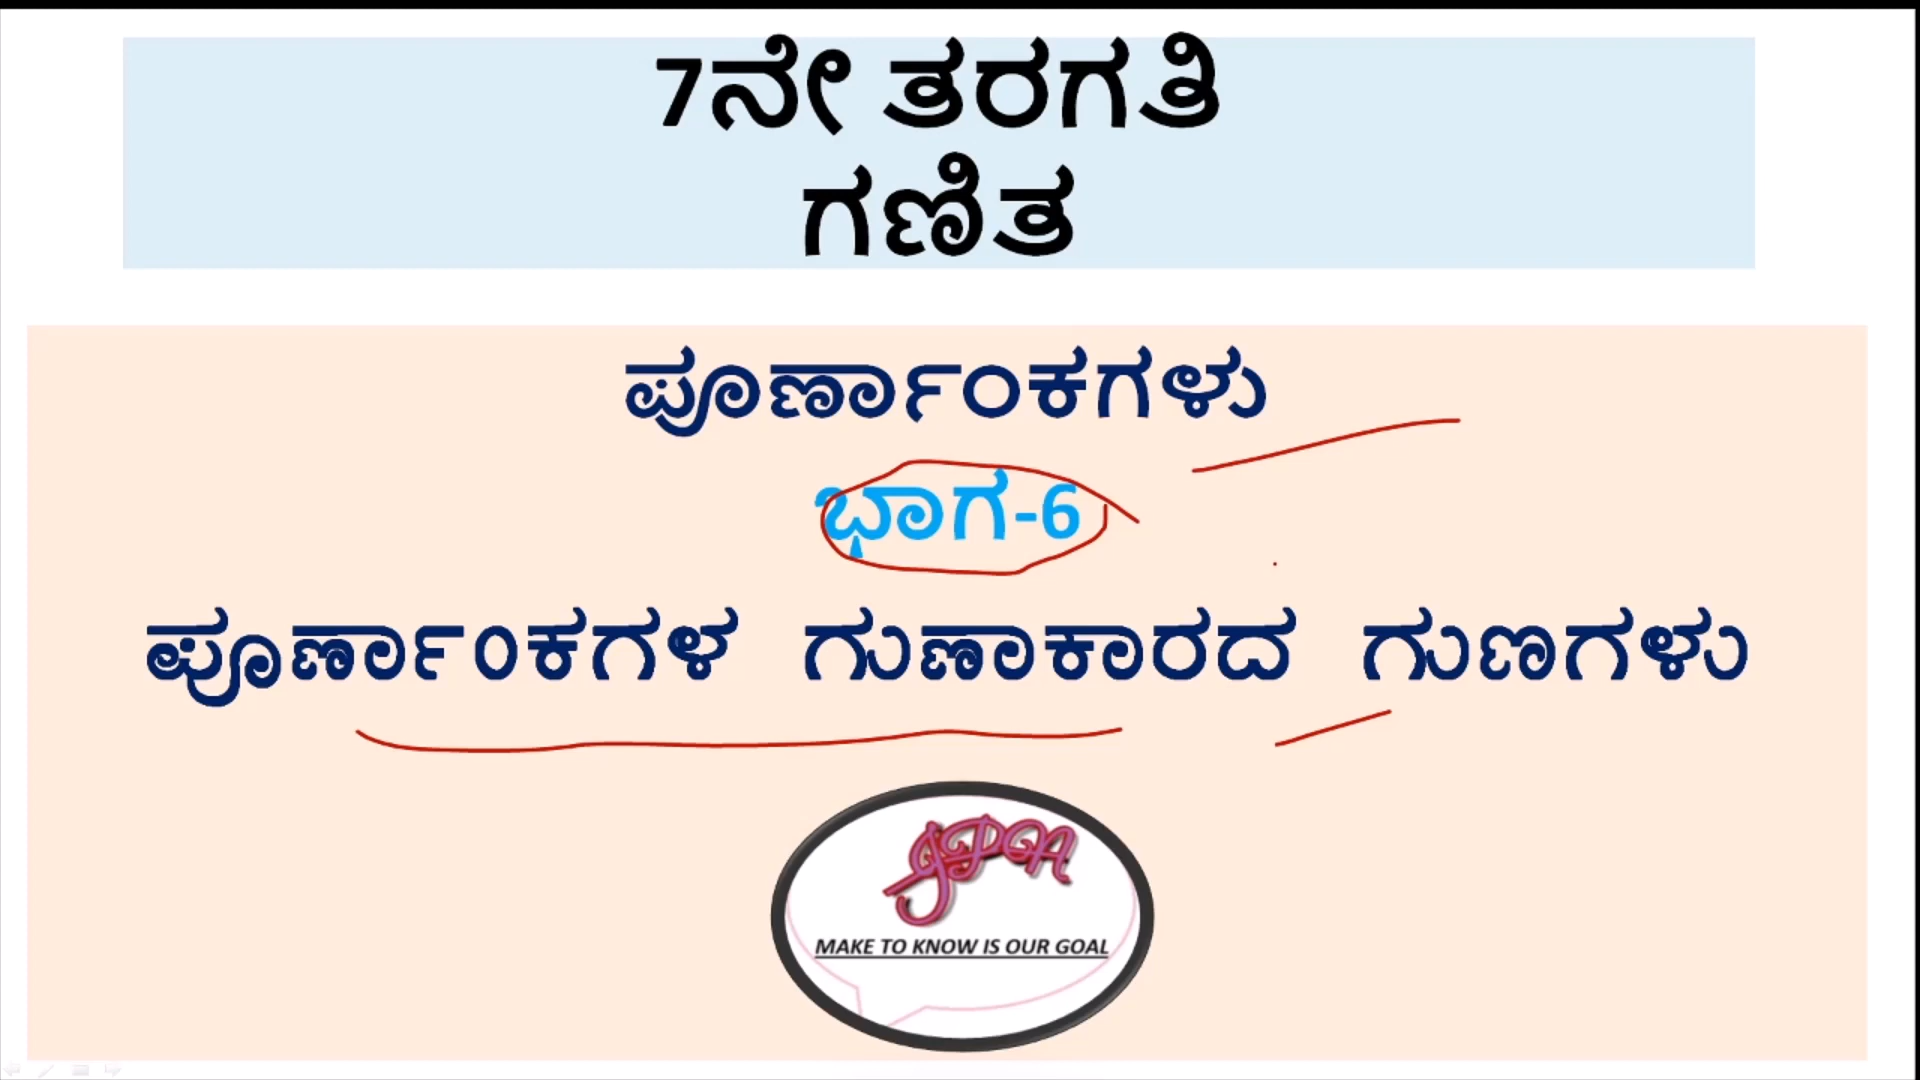 7ನೇ ತರಗತಿ
ಗಣಿತ
ಪೂರ್ಣಾಂಕಗಳು
ಭಾಗ-6
ಪೂರ್ಣಾಂಕಗಳ ಗುಣಾಕಾರದ ಗುಣಗಳು
MAKE TO KNOW IS OUR GOAL